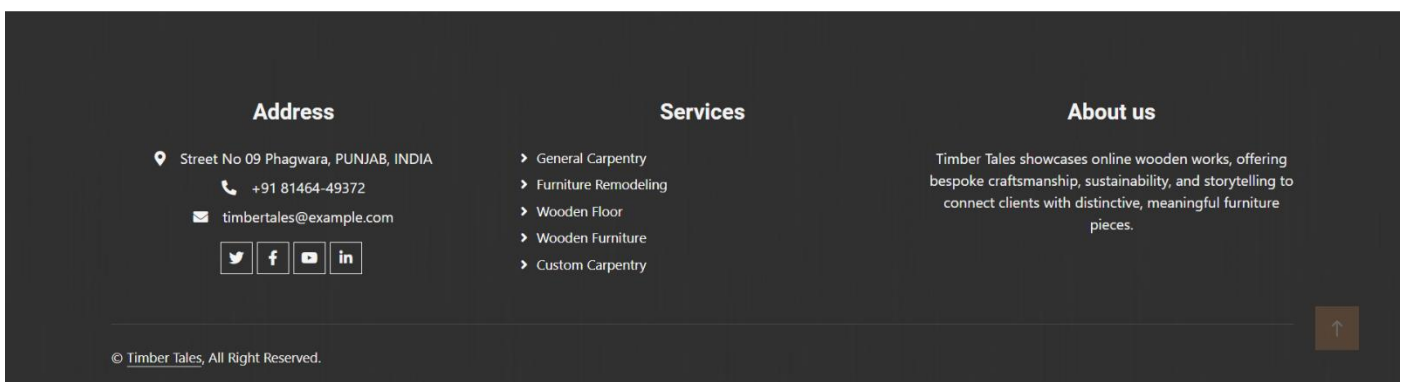 Address
Street No 09 Phagwara, PUNJAB, INDIA
+91 81464-49372
timbertales@example.com
Services
General Carpentry
Furniture Remodeling
Wooden Floor
Wooden Furniture
Custom Carpentry
About us
Timber Tales showcases online wooden works, offering
bespoke craftsmanship, sustainability, and storytelling to
connect clients with distinctive, meaningful furniture
pieces.
© Timber Tales, All Right Reserved.